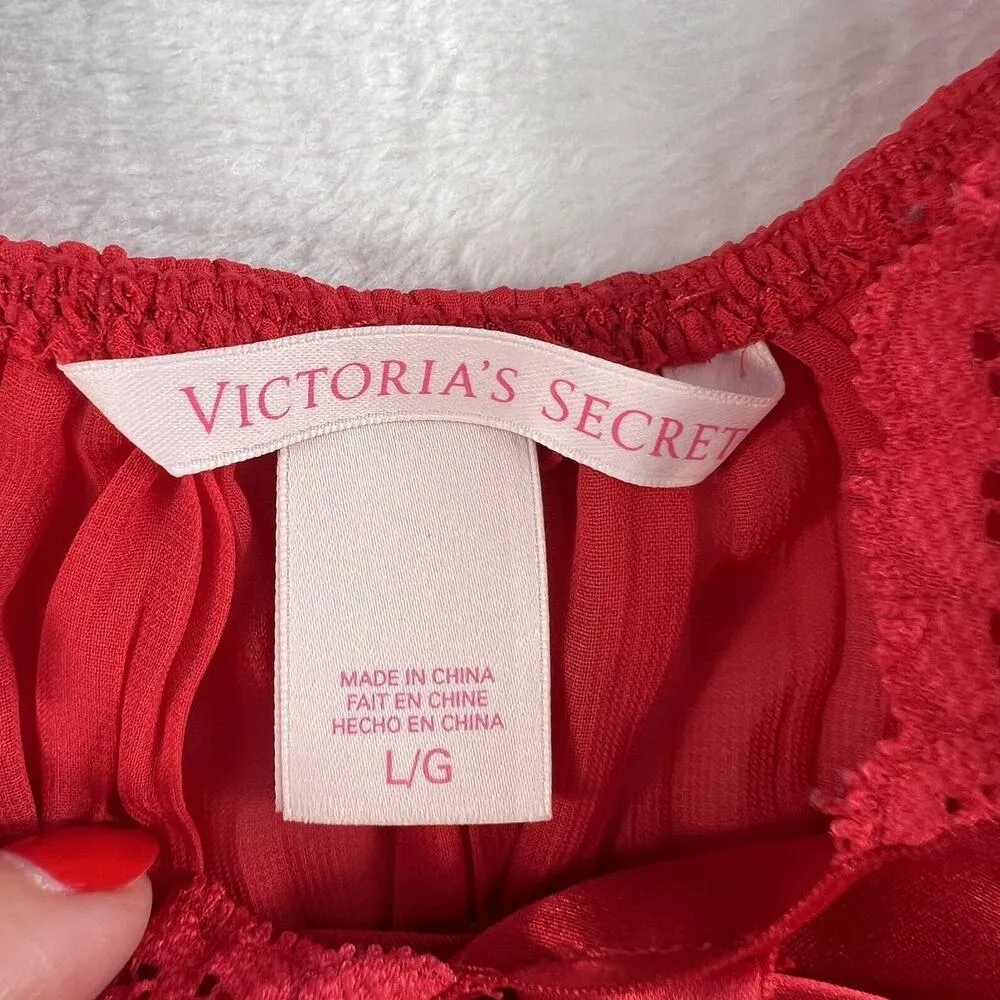 VICTORIA'S SECRET
MADE IN CHINA
FAIT EN CHINE
HECHO EN CHINA
L/G